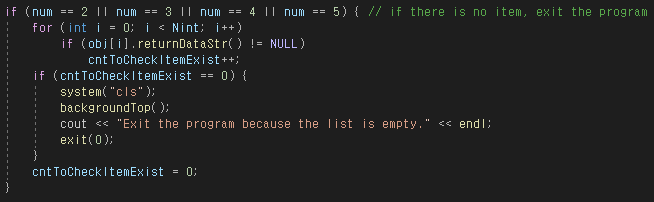 if (num == 2 || num == 3 || num == 4 || num == 5) { // if there is no item, exit the program
for (int i = 0; i < Nint; i++)
if (obj[i].returnDataStr() != NULL)
cntToCheckItemExist++;
if (cntToCheckItemExist == 0) {
system("cls");
backgroundTop();
cout << "Exit the program because the list is empty." << endl;
exit(0);
}
cntToCheckItemExist = 0;
}